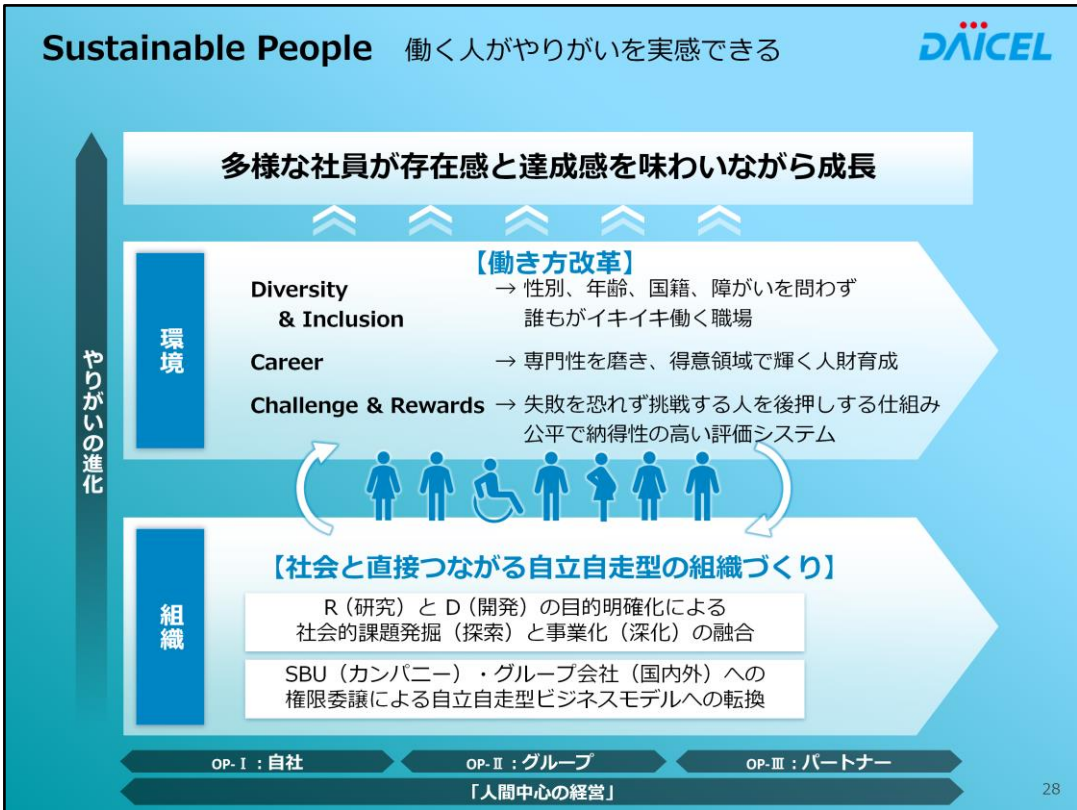 Sustainable People 働く人がやりがいを実感できる
DAICEL
多様な社員が存在感と達成感を味わいながら成長
やりがいの進化
環境
【働き方改革】
Diversity
& Inclusion
→ 性別、年齢、国籍、障がいを問わず
誰もがイキイキ働く職場
Career
→ 専門性を磨き、得意領域で輝く人財育成
Challenge & Rewards
→ 失敗を恐れず挑戦する人を後押しする仕組み
公平で納得性の高い評価システム
組織
【社会と直接つながる自立自走型の組織づくり】
R（研究）と D（開発）の目的明確化による
社会的課題発掘（探索）と事業化（深化）の融合
SBU（カンパニー）・グループ会社（国内外）への
権限委譲による自立自走型ビジネスモデルへの転換
OP-Ⅰ：自社
OP-Ⅱ：グループ
OP-Ⅲ：パートナー
「人間中心の経営」
28